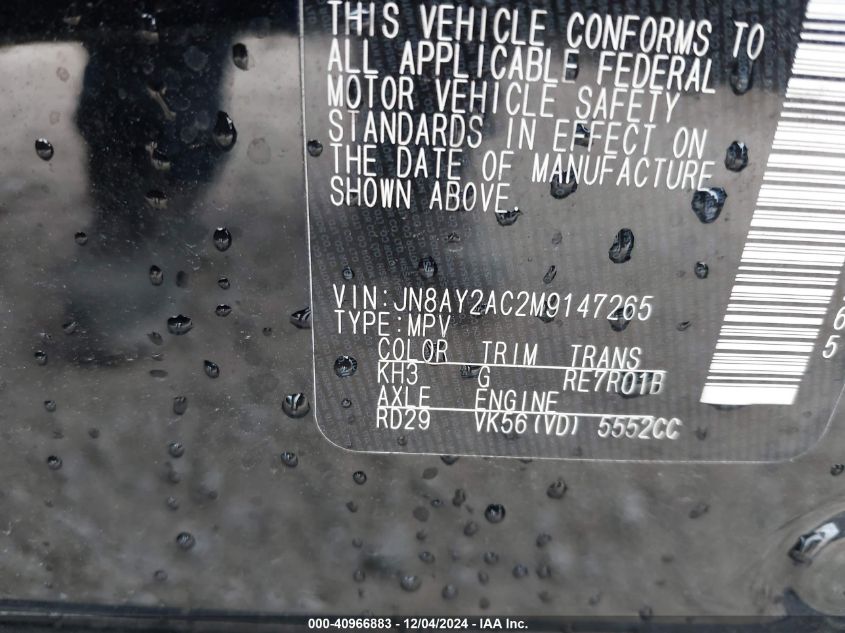 THIS VEHICLE CONFORMS TO
ALL APPLICABLE FEDERAL
MOTOR VEHICLE SAFETY
STANDARDS IN EFFECT ON
THE DATE OF MANUFACTURE
SHOWN ABOVE.
VIN:JN8AY2AC2M9147265
TYPE:MPV
COLOR TRIM TRANS
KH3 G RE7R01B
AXLE ENGINE
RD29 VK56(VD) 5552CC
6
5
000-40966883 - 12/04/2024 - IAA Inc.